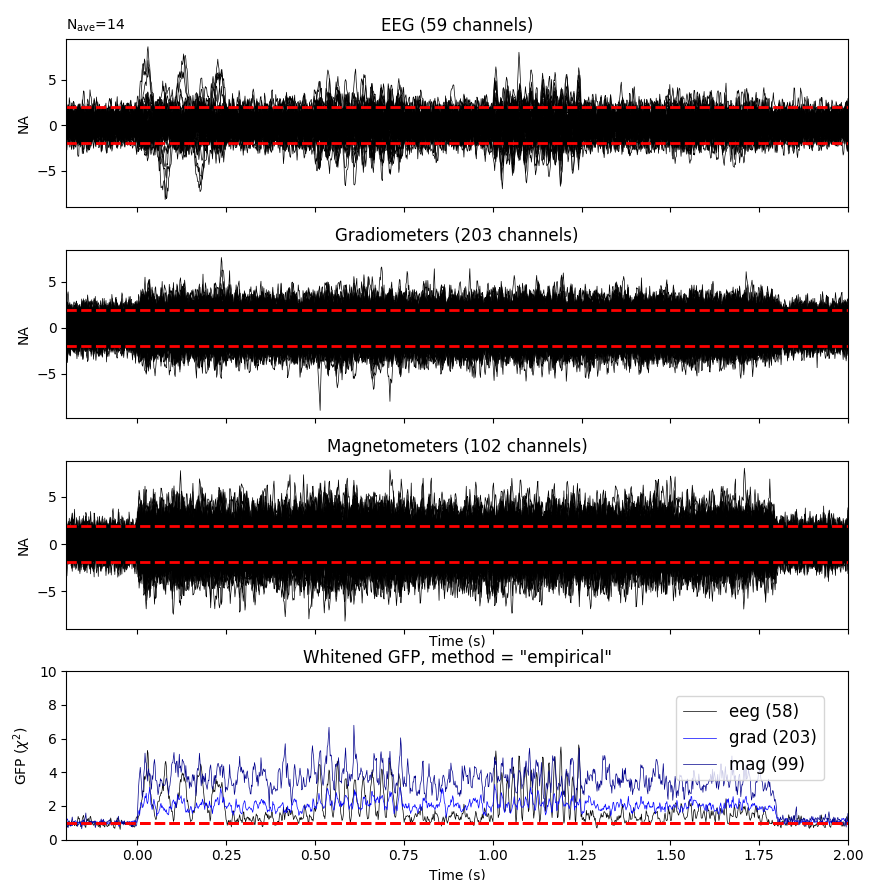 N_ave=14
EEG (59 channels)
5
0
−5
NA
Gradiometers (203 channels)
5
0
−5
NA
Magnetometers (102 channels)
5
0
−5
NA
Time (s)
Whitened GFP, method = "empirical"
10
8
6
4
2
0
GFP (χ²)
eeg (58)
grad (203)
mag (99)
0.00 0.25 0.50 0.75 1.00 1.25 1.50 1.75 2.00
Time (s)